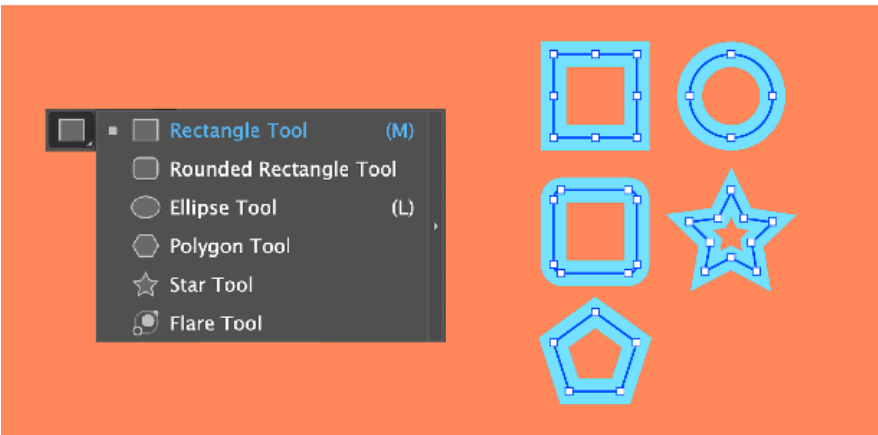 Rectangle Tool (M)
Rounded Rectangle Tool
Ellipse Tool (L)
Polygon Tool
Star Tool
Flare Tool